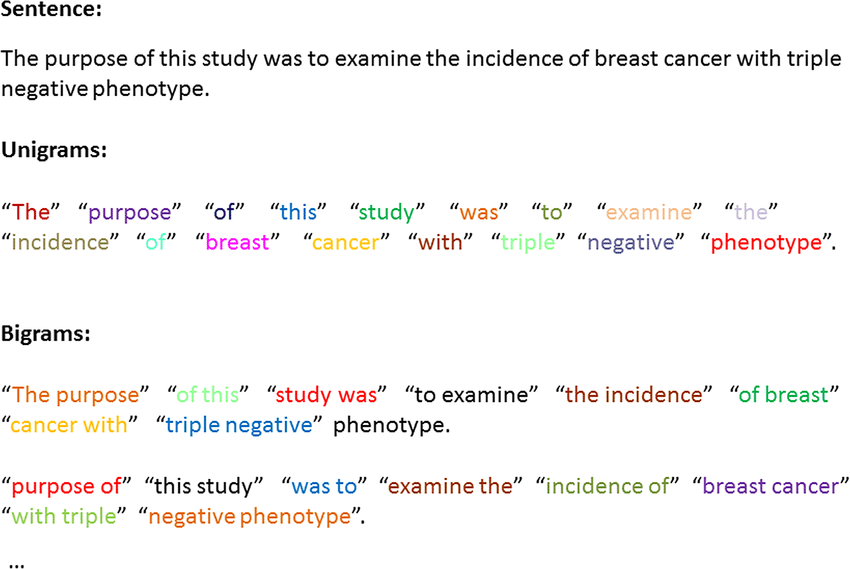 Sentence:
The purpose of this study was to examine the incidence of breast cancer with triple
negative phenotype.
Unigrams:
“The” “purpose” “of” “this” “study” “was” “to” “examine” “the”
“incidence” “of” “breast” “cancer” “with” “triple” “negative” “phenotype”.
Bigrams:
“The purpose” “of this” “study was” “to examine” “the incidence” “of breast”
“cancer with” “triple negative” phenotype.
“purpose of” “this study” “was to” “examine the” “incidence of” “breast cancer”
“with triple” “negative phenotype”.
...